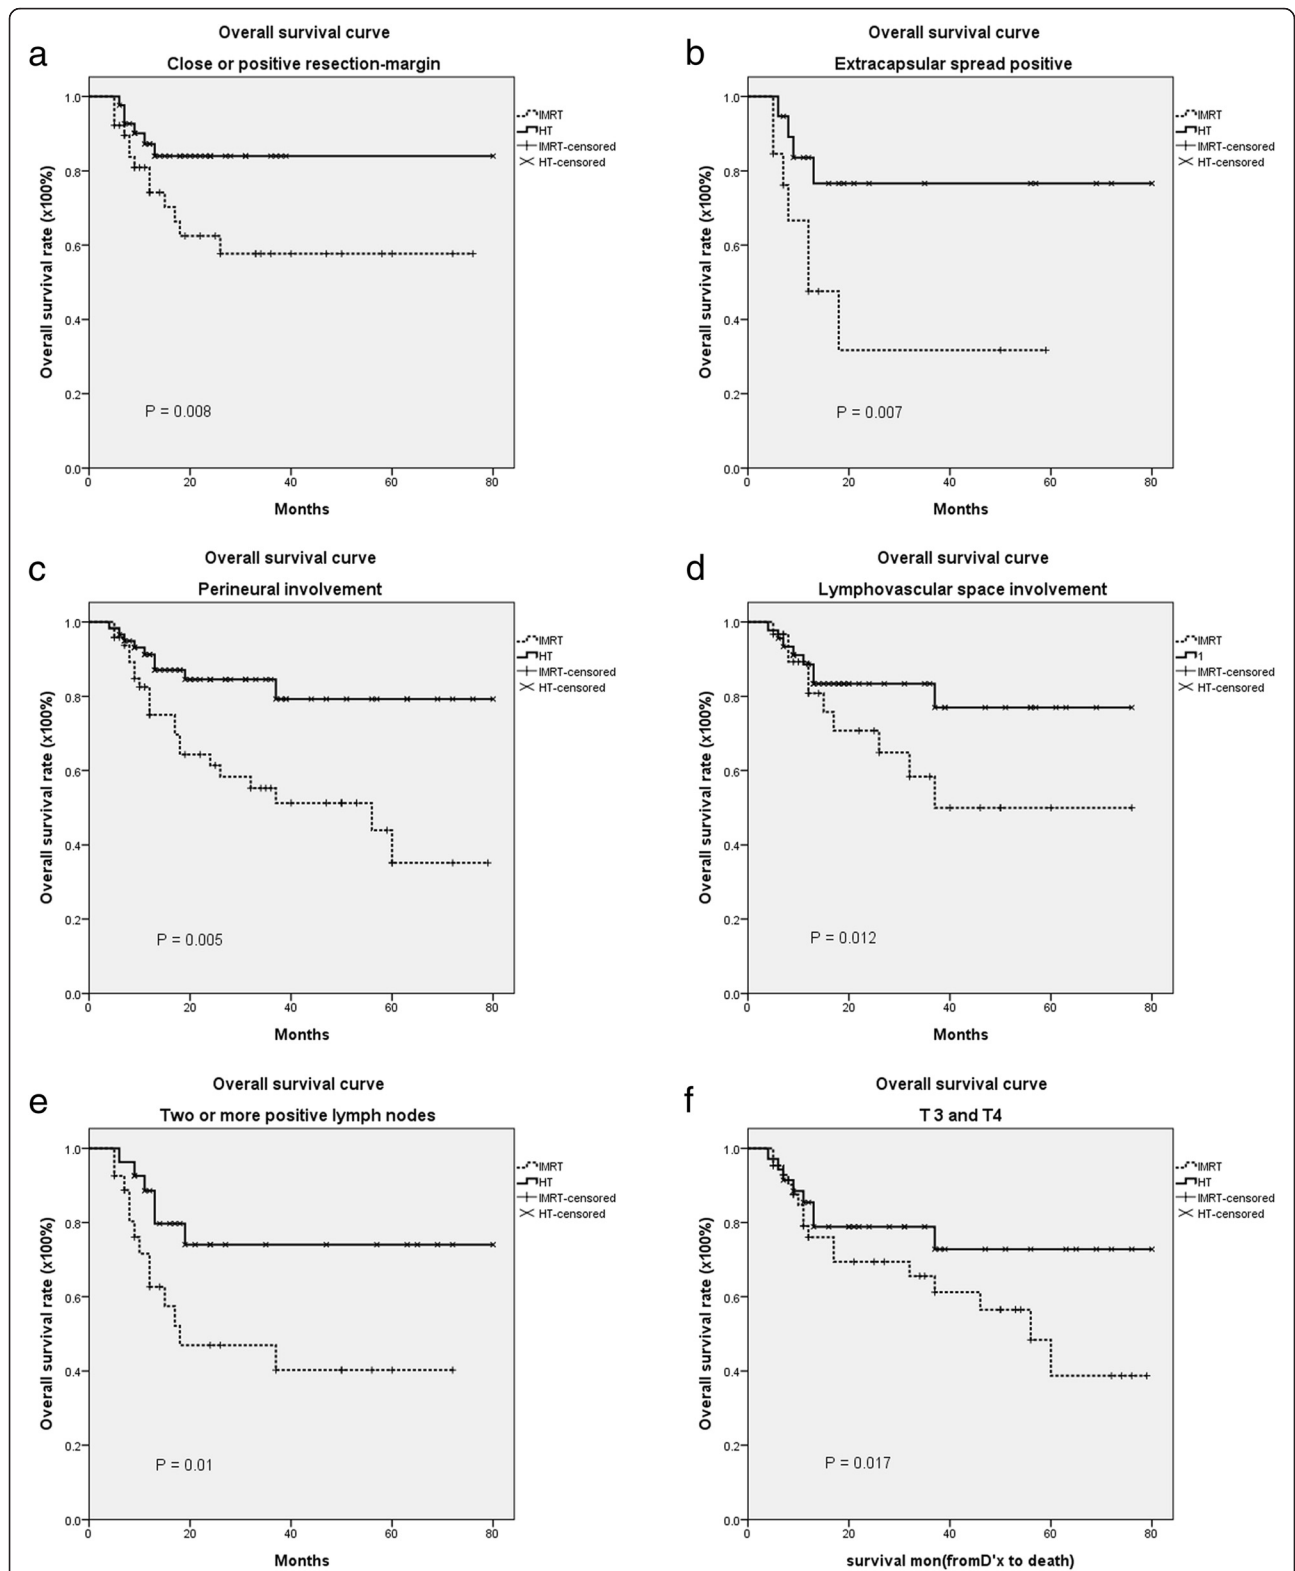 a
Overall survival curve
Close or positive resection-margin
Overall survival rate (x100%)
1.0
0.8
0.6
0.4
0.2
0.0
P = 0.008
0 20 40 60 80
Months
IMRT
HT
IMRT-censored
HT-censored
b
Overall survival curve
Extracapsular spread positive
Overall survival rate (x100%)
1.0
0.8
0.6
0.4
0.2
0.0
P = 0.007
0 20 40 60 80
Months
IMRT
HT
IMRT-censored
HT-censored
c
Overall survival curve
Perineural involvement
Overall survival rate (x100%)
1.0
0.8
0.6
0.4
0.2
0.0
P = 0.005
0 20 40 60 80
Months
IMRT
HT
IMRT-censored
HT-censored
d
Overall survival curve
Lymphovascular space involvement
Overall survival rate (x100%)
1.0
0.8
0.6
0.4
0.2
0.0
P = 0.012
0 20 40 60 80
Months
IMRT
1
IMRT-censored
HT-censored
e
Overall survival curve
Two or more positive lymph nodes
Overall survival rate (x100%)
1.0
0.8
0.6
0.4
0.2
0.0
P = 0.01
0 20 40 60 80
Months
IMRT
HT
IMRT-censored
HT-censored
f
Overall survival curve
T 3 and T4
Overall survival rate (x100%)
1.0
0.8
0.6
0.4
0.2
0.0
P = 0.017
0 20 40 60 80
survival mon(fromD'x to death)
IMRT
HT
IMRT-censored
HT-censored